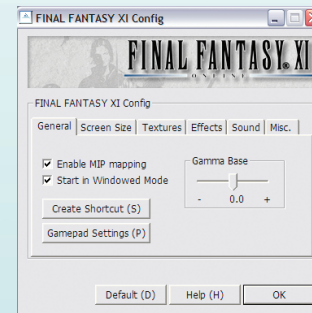 FINAL FANTASY XI Config
FINAL FANTASY® XI
ONLINE
FINAL FANTASY XI Config
General Screen Size Textures Effects Sound Misc.
Enable MIP mapping
Start in Windowed Mode
Gamma Base
- 0.0 +
Create Shortcut (S)
Gamepad Settings (P)
Default (D) Help (H) OK